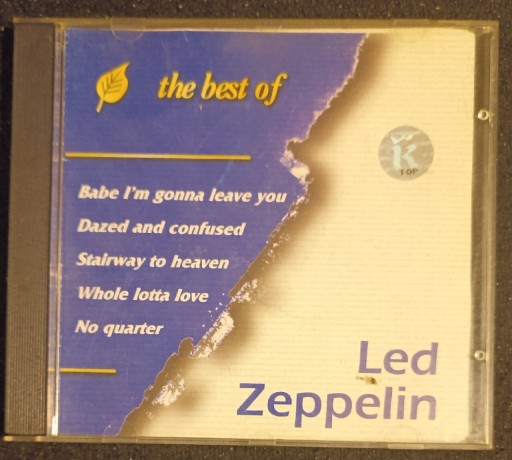 the best of
K
TOP
Babe I'm gonna leave you
Dazed and confused
Stairway to heaven
Whole lotta love
No quarter
Led
Zeppelin